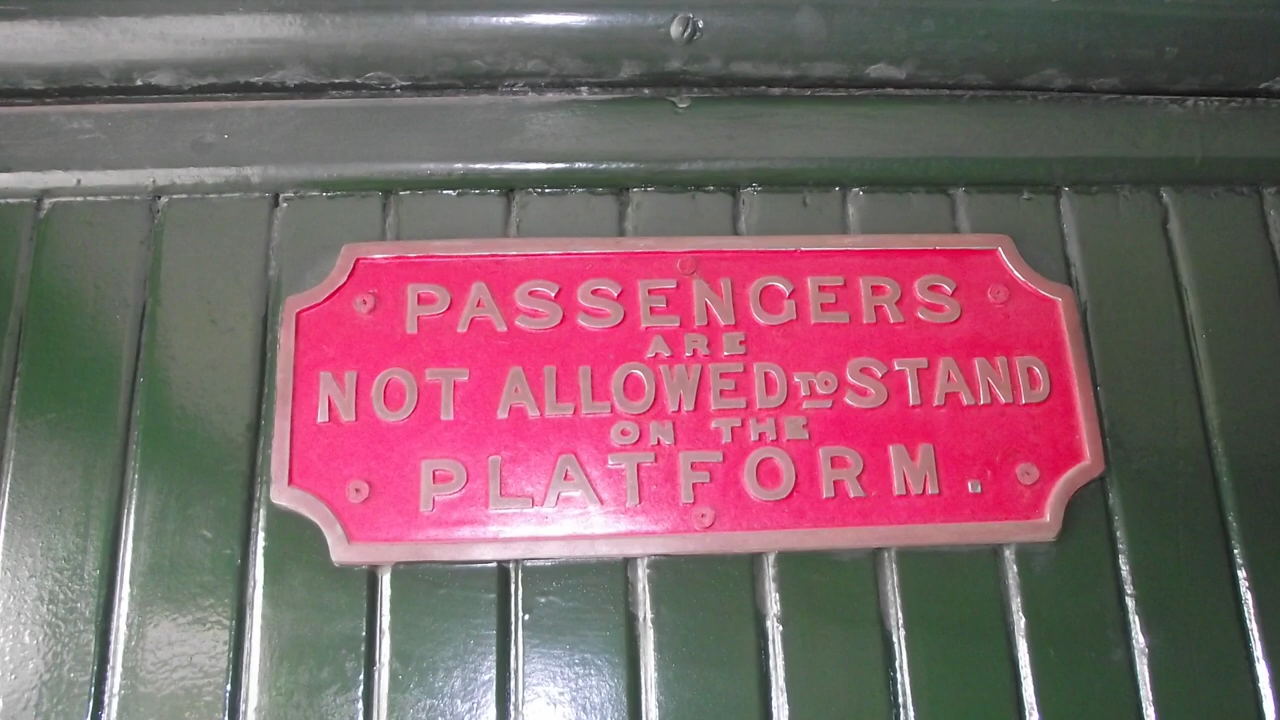 PASSENGERS
ARE
NOT ALLOWED TO STAND
ON THE
PLATFORM.